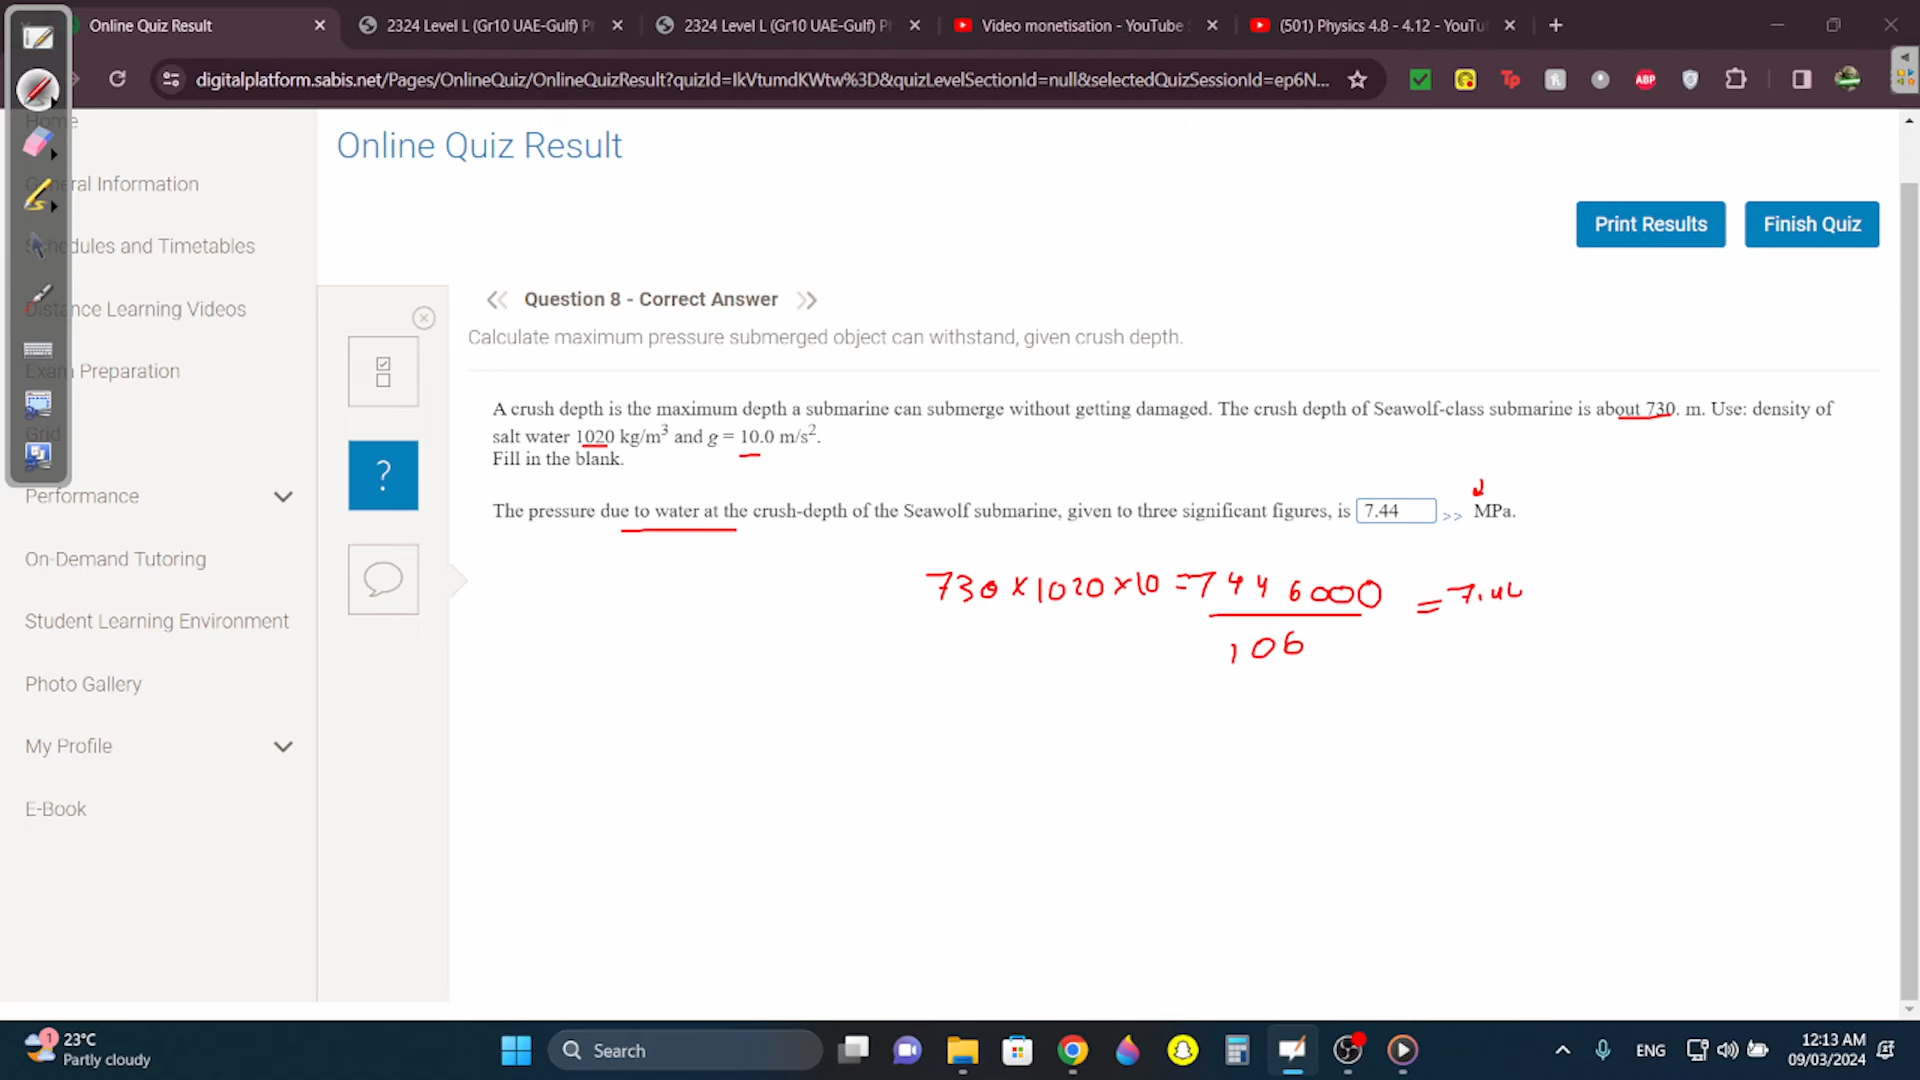 Online Quiz Result
2324 Level L (Gr10 UAE-Gulf) P
2324 Level L (Gr10 UAE-Gulf) P
Video monetisation - YouTube
(501) Physics 4.8 - 4.12 - YouTu
digitalplatform.sabis.net/Pages/OnlineQuiz/OnlineQuizResult?quizId=IkVtumdKWtw%3D&quizLevelSectionId=null&selectedQuizSessionId=ep6N...
ABP
Home
General Information
Schedules and Timetables
Distance Learning Videos
Exam Preparation
Grid
Performance
On-Demand Tutoring
Student Learning Environment
Photo Gallery
My Profile
E-Book
Online Quiz Result
Print Results
Finish Quiz
Question 8 - Correct Answer
Calculate maximum pressure submerged object can withstand, given crush depth.
A crush depth is the maximum depth a submarine can submerge without getting damaged. The crush depth of Seawolf-class submarine is about 730. m. Use: density of
salt water 1020 kg/m³ and g = 10.0 m/s².
Fill in the blank.
The pressure due to water at the crush-depth of the Seawolf submarine, given to three significant figures, is 7.44 >> MPa.
?
730 × 1020 × 10 = 7446000
106
= 7.44
23°C
Partly cloudy
Search
ENG
12:13 AM
09/03/2024